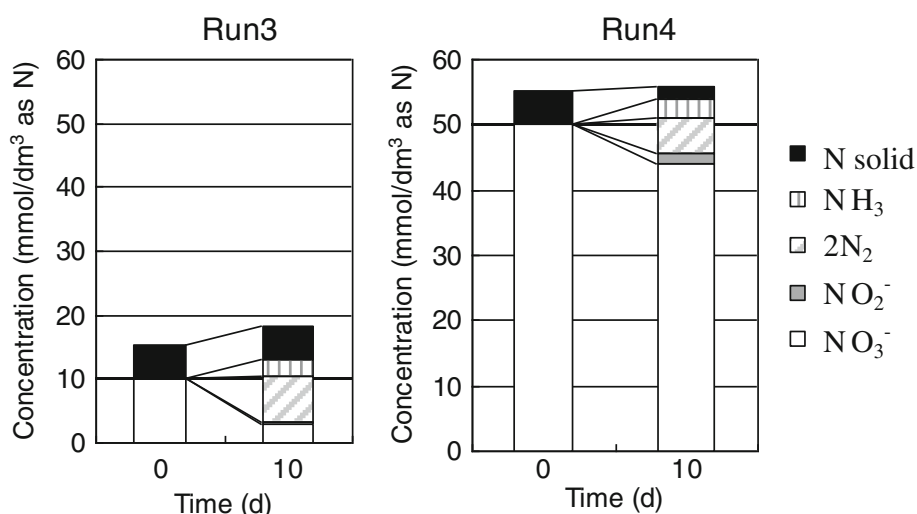 Run3
Concentration (mmol/dm³ as N)
60
50
40
30
20
10
0
0
10
Time (d)
Run4
Concentration (mmol/dm³ as N)
60
50
40
30
20
10
0
0
10
Time (d)
N solid
NH₃
2N₂
NO₂⁻
NO₃⁻